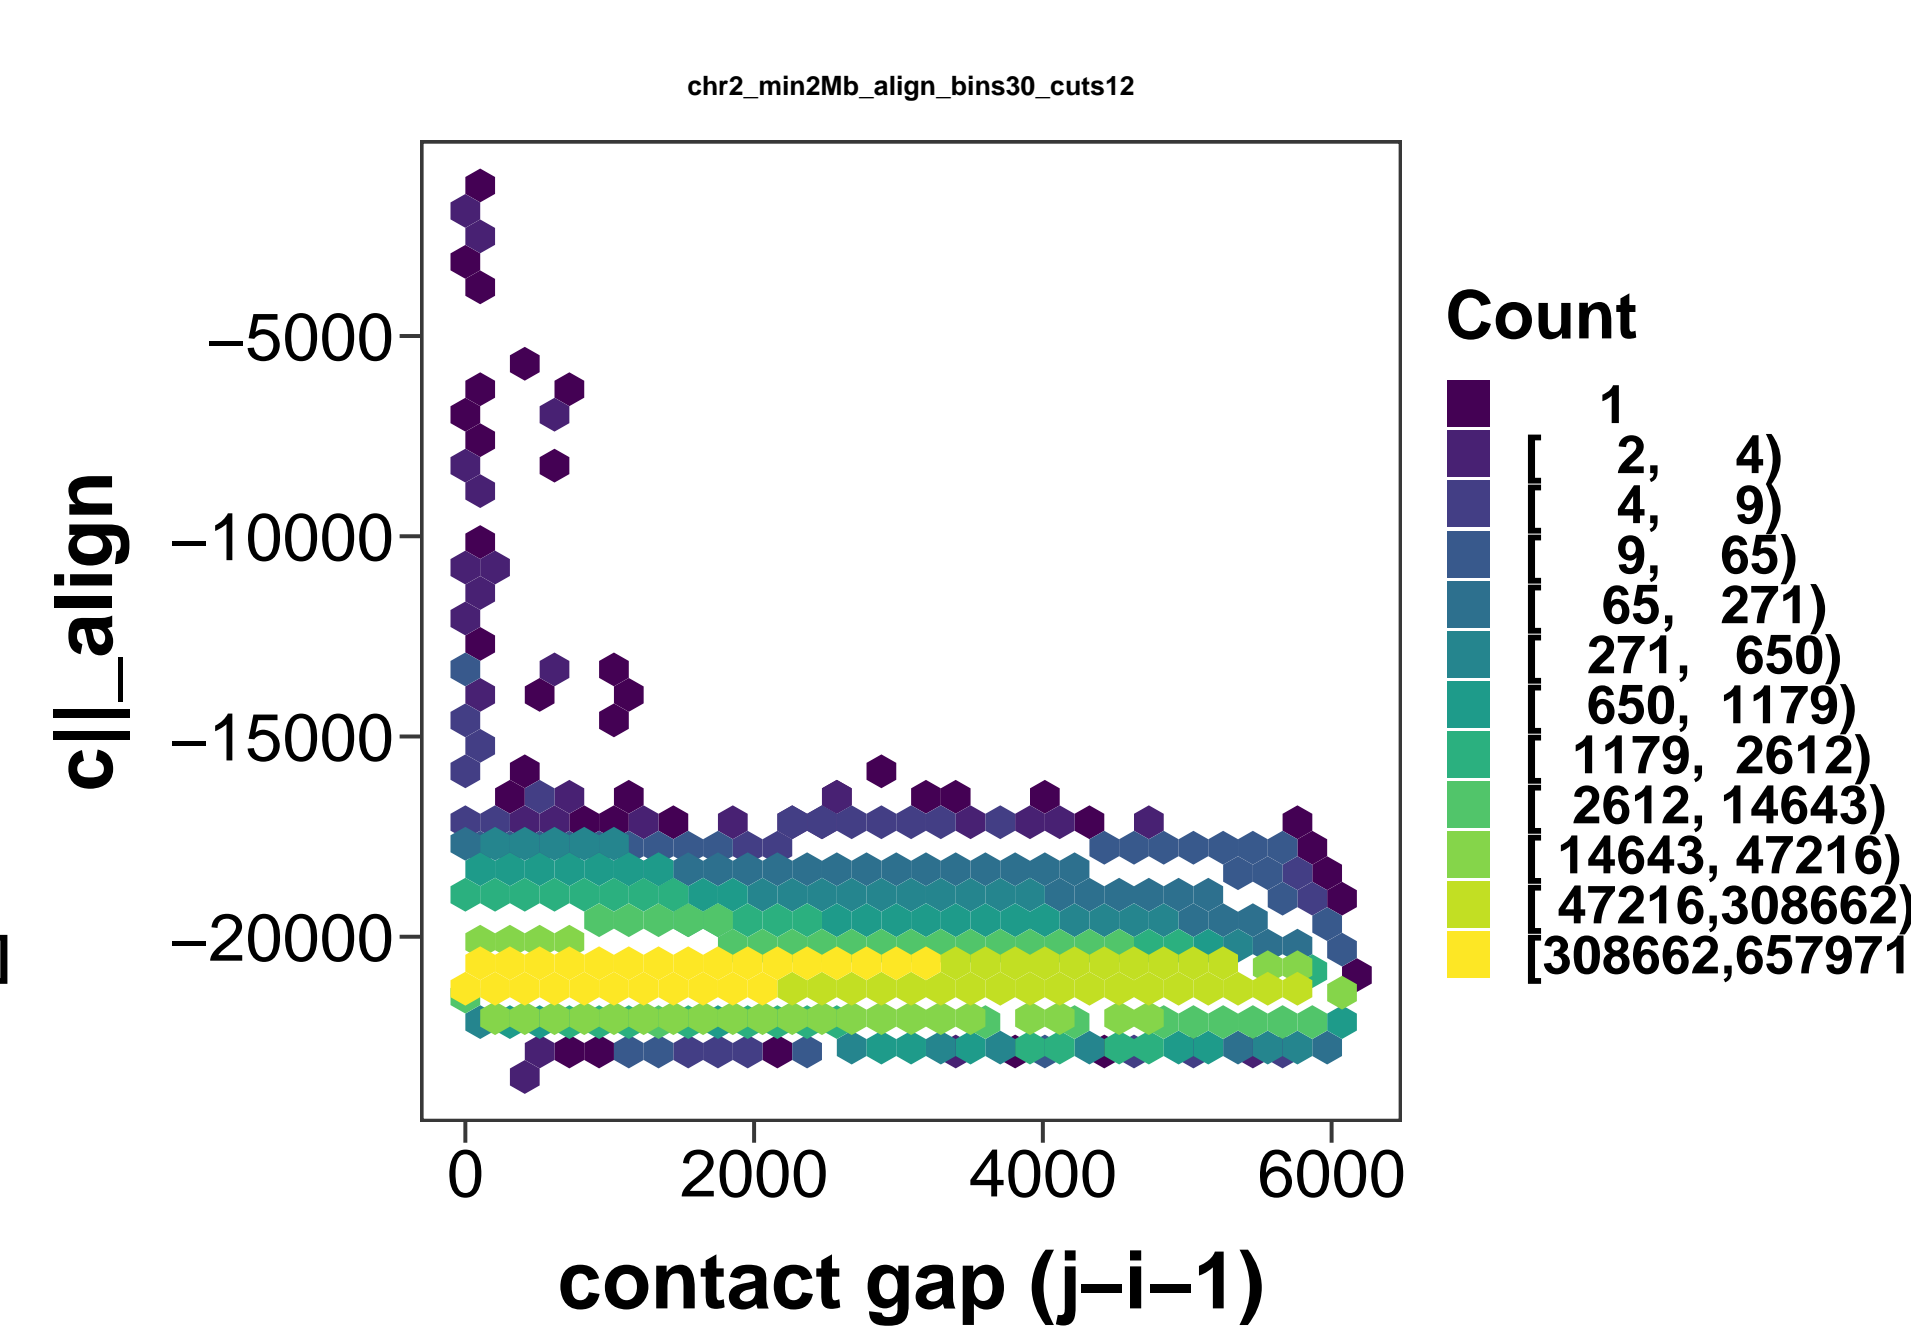 chr2_min2Mb_align_bins30_cuts12
c||_align
−5000
−10000
−15000
−20000
0 2000 4000 6000
contact gap (j−i−1)
Count
1
[ 2, 4)
[ 4, 9)
[ 9, 65)
[ 65, 271)
[ 271, 650)
[ 650, 1179)
[ 1179, 2612)
[ 2612, 14643)
[ 14643, 47216)
[ 47216,308662)
[308662,657971
]